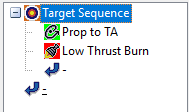 Target Sequence
Prop to TA
Low Thrust Burn
-
-